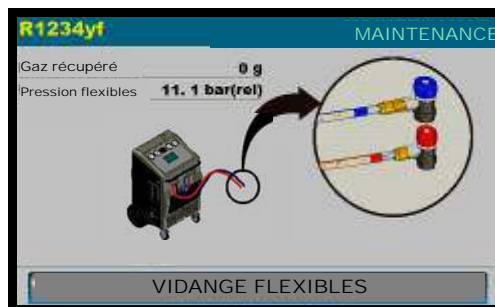 R1234yf
MAINTENANCE
Gaz récupéré 0 g
Pression flexibles 11. 1 bar(rel)
VIDANGE FLEXIBLES